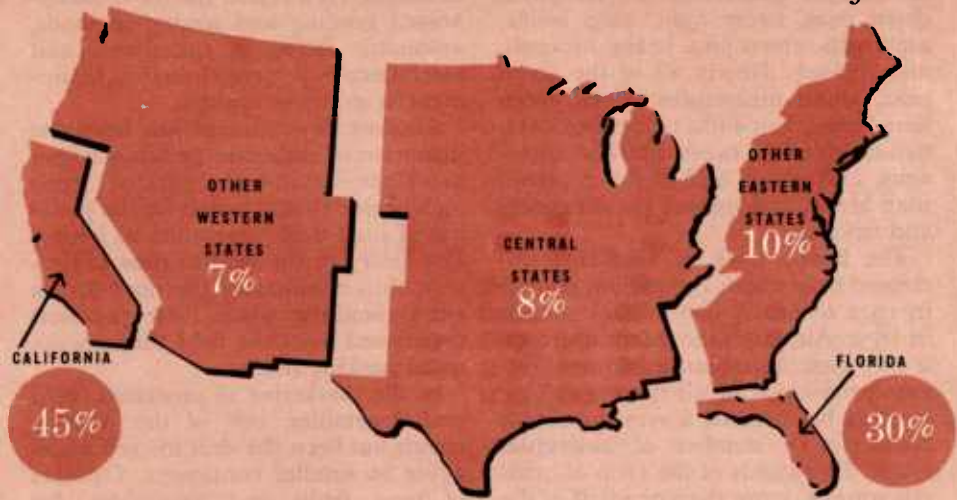 OTHER
WESTERN
STATES
7%
CENTRAL
STATES
8%
OTHER
EASTERN
STATES
10%
CALIFORNIA
45%
FLORIDA
30%